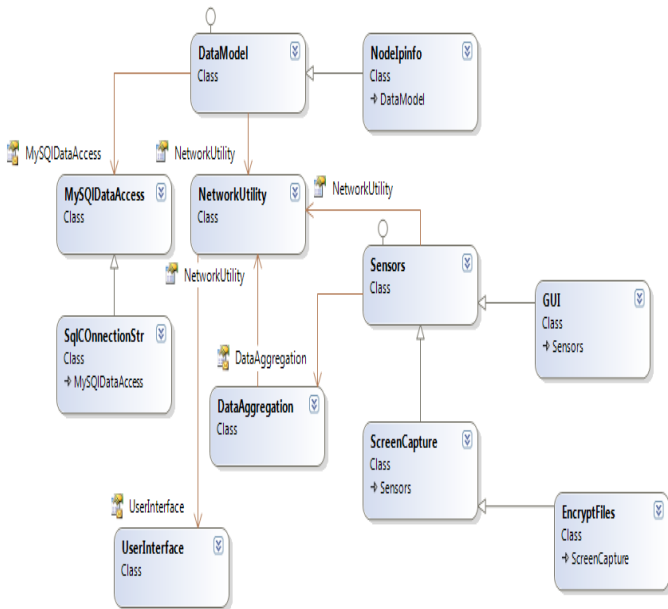 DataModel
Class
NodeIpinfo
Class
DataModel
MySQlDataAccess
NetworkUtility
MySQlDataAccess
Class
NetworkUtility
Class
NetworkUtility
NetworkUtility
Sensors
Class
GUI
Class
Sensors
SqlCOnnectionStr
Class
MySQlDataAccess
DataAggregation
DataAggregation
Class
ScreenCapture
Class
Sensors
UserInterface
UserInterface
Class
EncryptFiles
Class
ScreenCapture